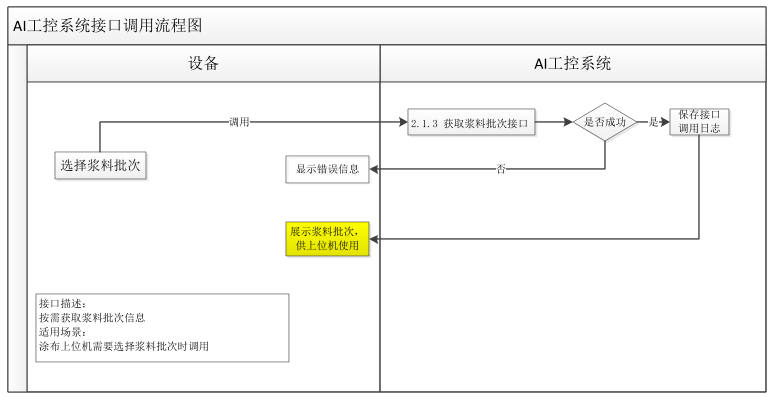 AI工控系统接口调用流程图
设备
AI工控系统
调用
2.1.3 获取浆料批次接口
是否成功
是
保存接口
调用日志
选择浆料批次
显示错误信息
否
展示浆料批次，
供上位机使用
接口描述：
按需获取浆料批次信息
适用场景：
涂布上位机需要选择浆料批次时调用